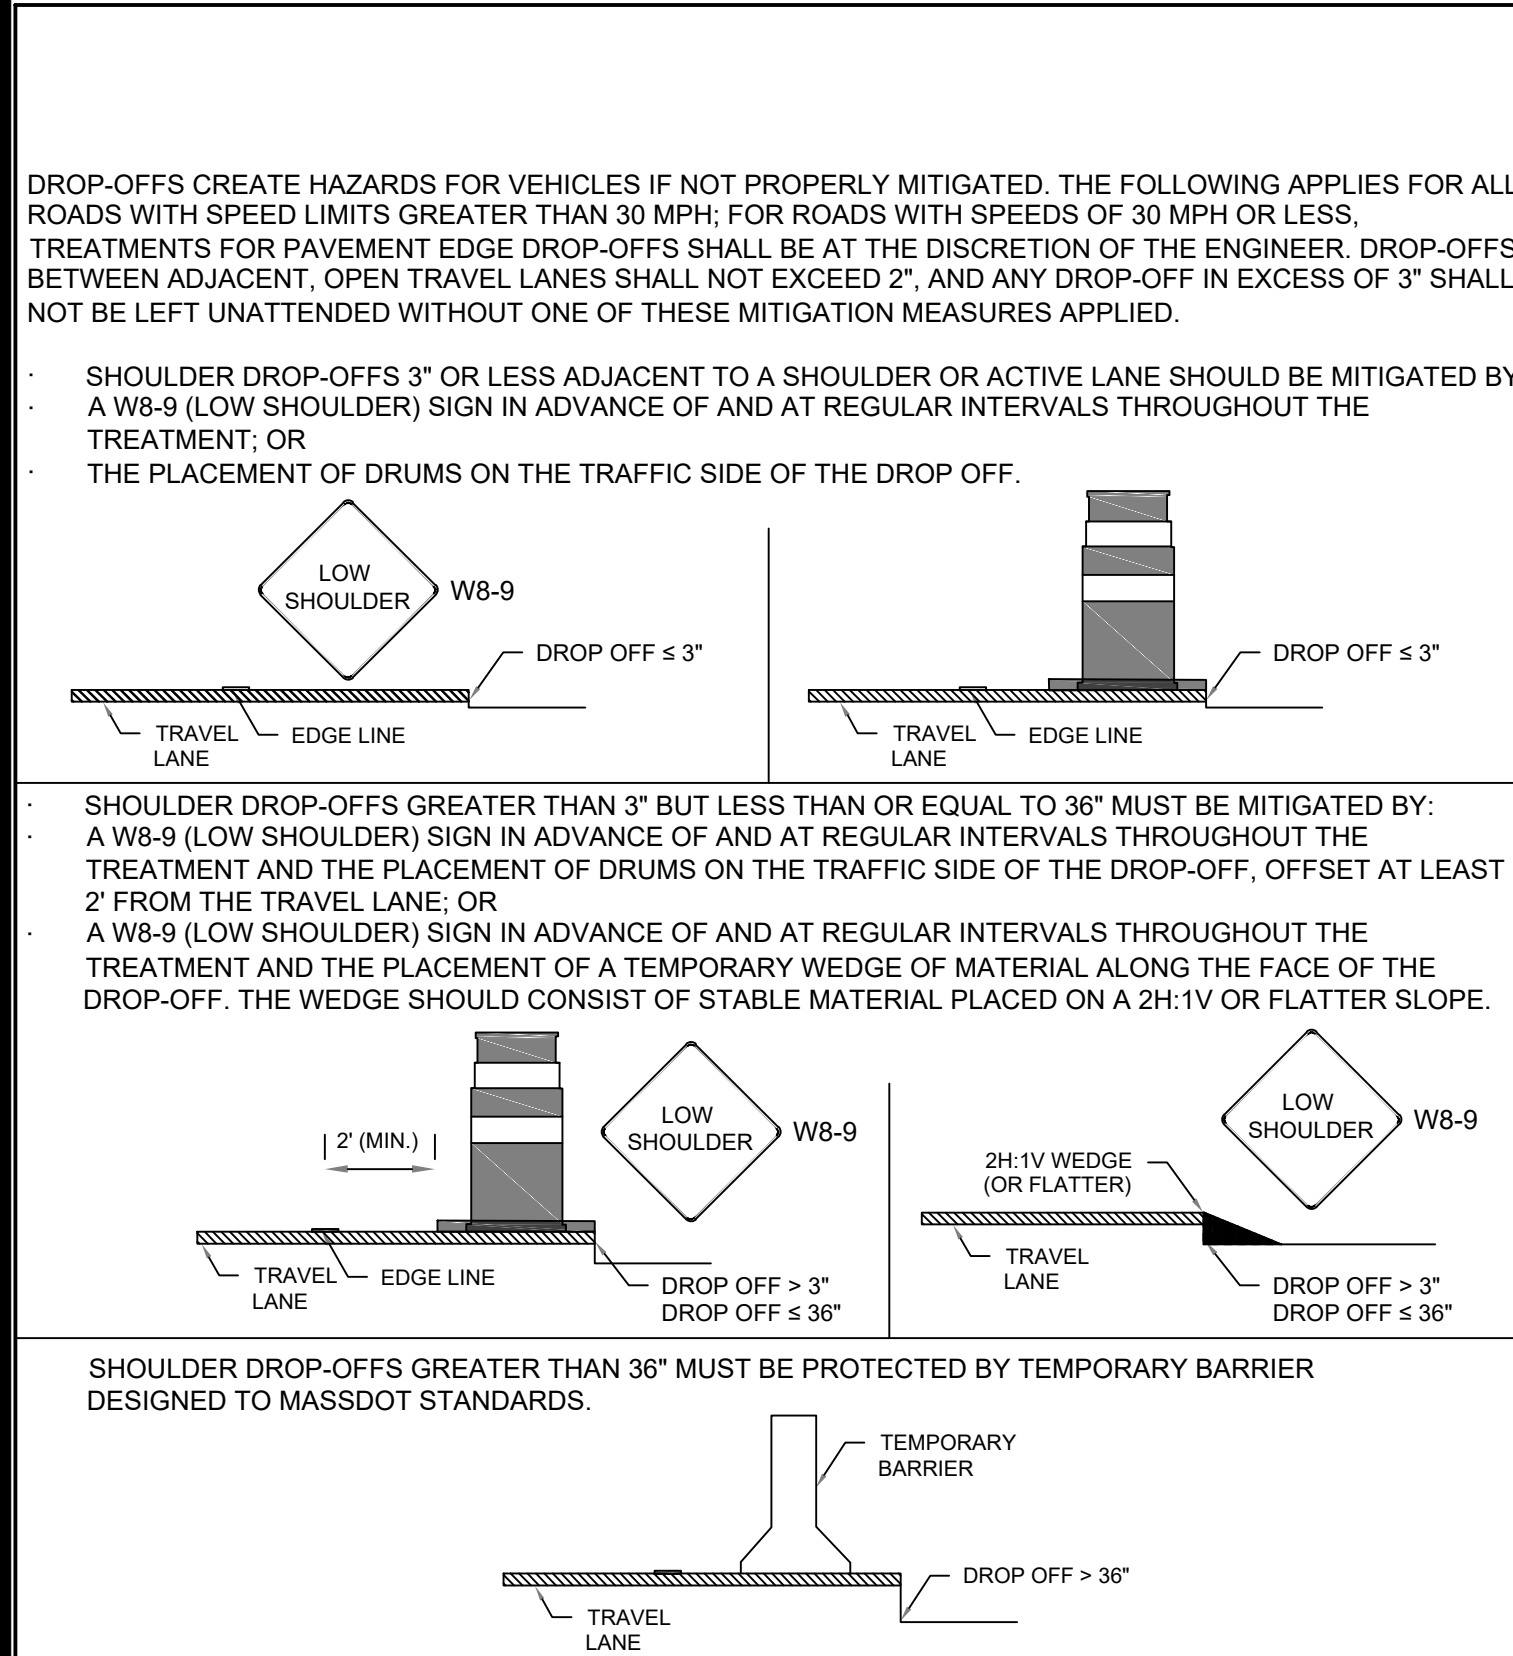 DROP-OFFS CREATE HAZARDS FOR VEHICLES IF NOT PROPERLY MITIGATED. THE FOLLOWING APPLIES FOR ALL
ROADS WITH SPEED LIMITS GREATER THAN 30 MPH; FOR ROADS WITH SPEEDS OF 30 MPH OR LESS,
TREATMENTS FOR PAVEMENT EDGE DROP-OFFS SHALL BE AT THE DISCRETION OF THE ENGINEER. DROP-OFFS
BETWEEN ADJACENT, OPEN TRAVEL LANES SHALL NOT EXCEED 2", AND ANY DROP-OFF IN EXCESS OF 3" SHALL
NOT BE LEFT UNATTENDED WITHOUT ONE OF THESE MITIGATION MEASURES APPLIED.
· SHOULDER DROP-OFFS 3" OR LESS ADJACENT TO A SHOULDER OR ACTIVE LANE SHOULD BE MITIGATED BY
· A W8-9 (LOW SHOULDER) SIGN IN ADVANCE OF AND AT REGULAR INTERVALS THROUGHOUT THE
TREATMENT; OR
· THE PLACEMENT OF DRUMS ON THE TRAFFIC SIDE OF THE DROP OFF.
LOW
SHOULDER
W8-9
DROP OFF ≤ 3"
TRAVEL
LANE
EDGE LINE
DROP OFF ≤ 3"
TRAVEL
LANE
EDGE LINE
· SHOULDER DROP-OFFS GREATER THAN 3" BUT LESS THAN OR EQUAL TO 36" MUST BE MITIGATED BY:
· A W8-9 (LOW SHOULDER) SIGN IN ADVANCE OF AND AT REGULAR INTERVALS THROUGHOUT THE
TREATMENT AND THE PLACEMENT OF DRUMS ON THE TRAFFIC SIDE OF THE DROP-OFF, OFFSET AT LEAST
2' FROM THE TRAVEL LANE; OR
· A W8-9 (LOW SHOULDER) SIGN IN ADVANCE OF AND AT REGULAR INTERVALS THROUGHOUT THE
TREATMENT AND THE PLACEMENT OF A TEMPORARY WEDGE OF MATERIAL ALONG THE FACE OF THE
DROP-OFF. THE WEDGE SHOULD CONSIST OF STABLE MATERIAL PLACED ON A 2H:1V OR FLATTER SLOPE.
2' (MIN.)
LOW
SHOULDER
W8-9
TRAVEL
LANE
EDGE LINE
DROP OFF > 3"
DROP OFF ≤ 36"
LOW
SHOULDER
W8-9
2H:1V WEDGE
(OR FLATTER)
TRAVEL
LANE
DROP OFF > 3"
DROP OFF ≤ 36"
SHOULDER DROP-OFFS GREATER THAN 36" MUST BE PROTECTED BY TEMPORARY BARRIER
DESIGNED TO MASSDOT STANDARDS.
TEMPORARY
BARRIER
DROP OFF > 36"
TRAVEL
LANE